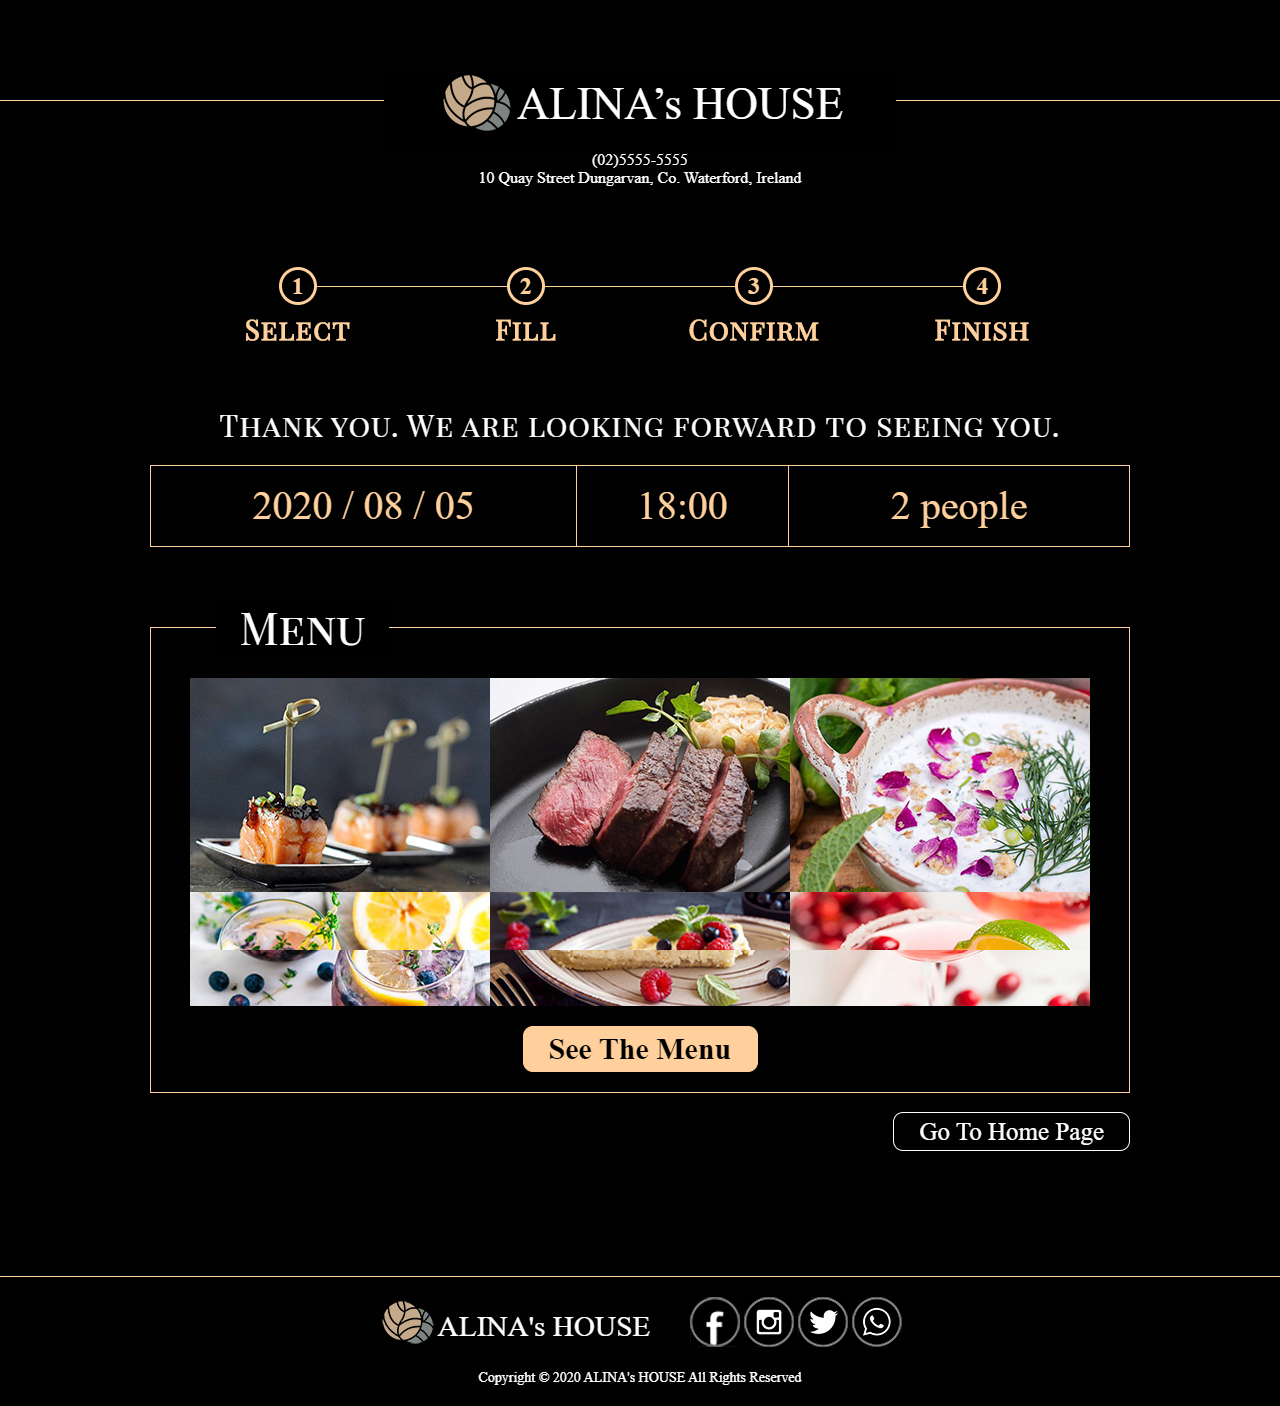 ALINA’s HOUSE
(02)5555-5555
10 Quay Street Dungarvan, Co. Waterford, Ireland
1 2 3 4
Select Fill Confirm Finish
Thank you. We are looking forward to seeing you.
2020 / 08 / 05 18:00 2 people
Menu
See The Menu
Go To Home Page
ALINA's HOUSE
Copyright © 2020 ALINA's HOUSE All Rights Reserved